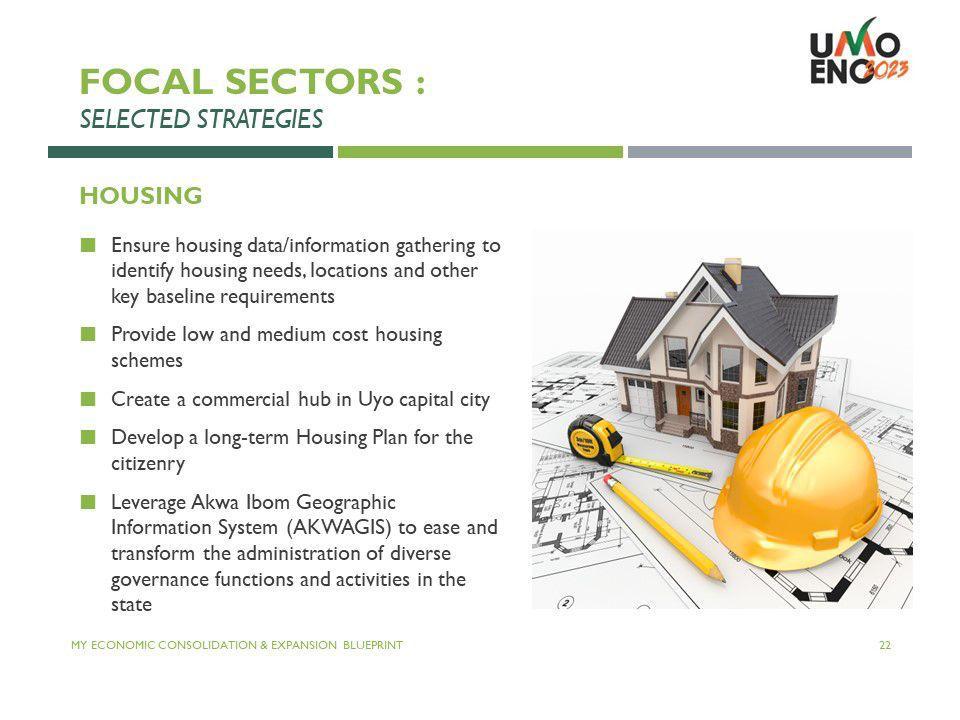 UMO
ENO 2023
FOCAL SECTORS :
SELECTED STRATEGIES
HOUSING
Ensure housing data/information gathering to
identify housing needs, locations and other
key baseline requirements
Provide low and medium cost housing
schemes
Create a commercial hub in Uyo capital city
Develop a long-term Housing Plan for the
citizenry
Leverage Akwa Ibom Geographic
Information System (AKWAGIS) to ease and
transform the administration of diverse
governance functions and activities in the
state
2
MY ECONOMIC CONSOLIDATION & EXPANSION BLUEPRINT 22